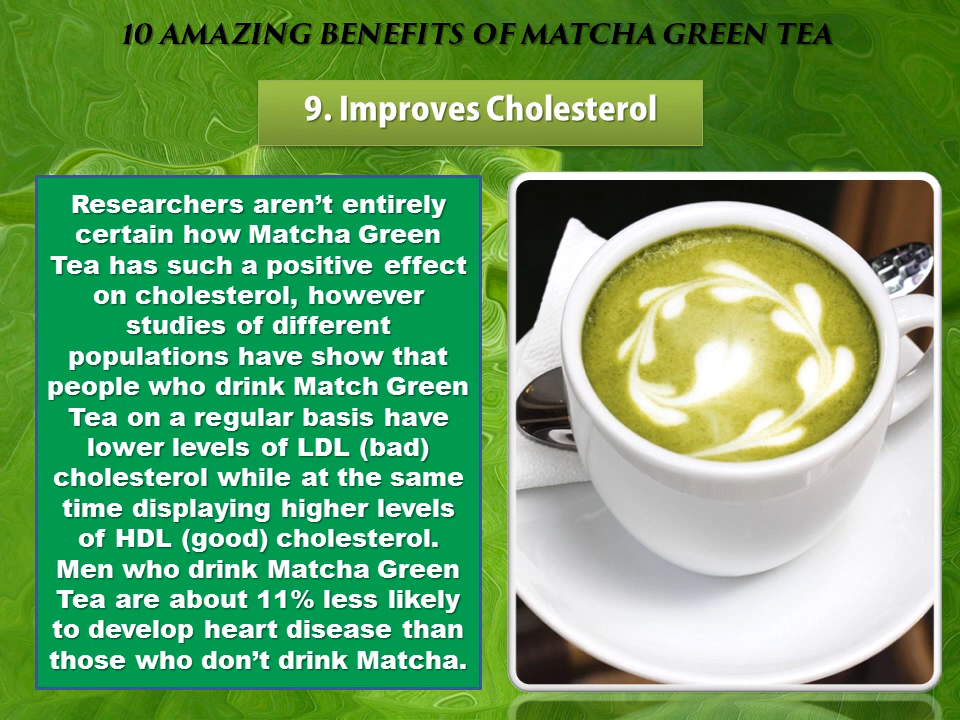 10 AMAZING BENEFITS OF MATCHA GREEN TEA
9. Improves Cholesterol
Researchers aren’t entirely
certain how Matcha Green
Tea has such a positive effect
on cholesterol, however
studies of different
populations have show that
people who drink Match Green
Tea on a regular basis have
lower levels of LDL (bad)
cholesterol while at the same
time displaying higher levels
of HDL (good) cholesterol.
Men who drink Matcha Green
Tea are about 11% less likely
to develop heart disease than
those who don’t drink Matcha.